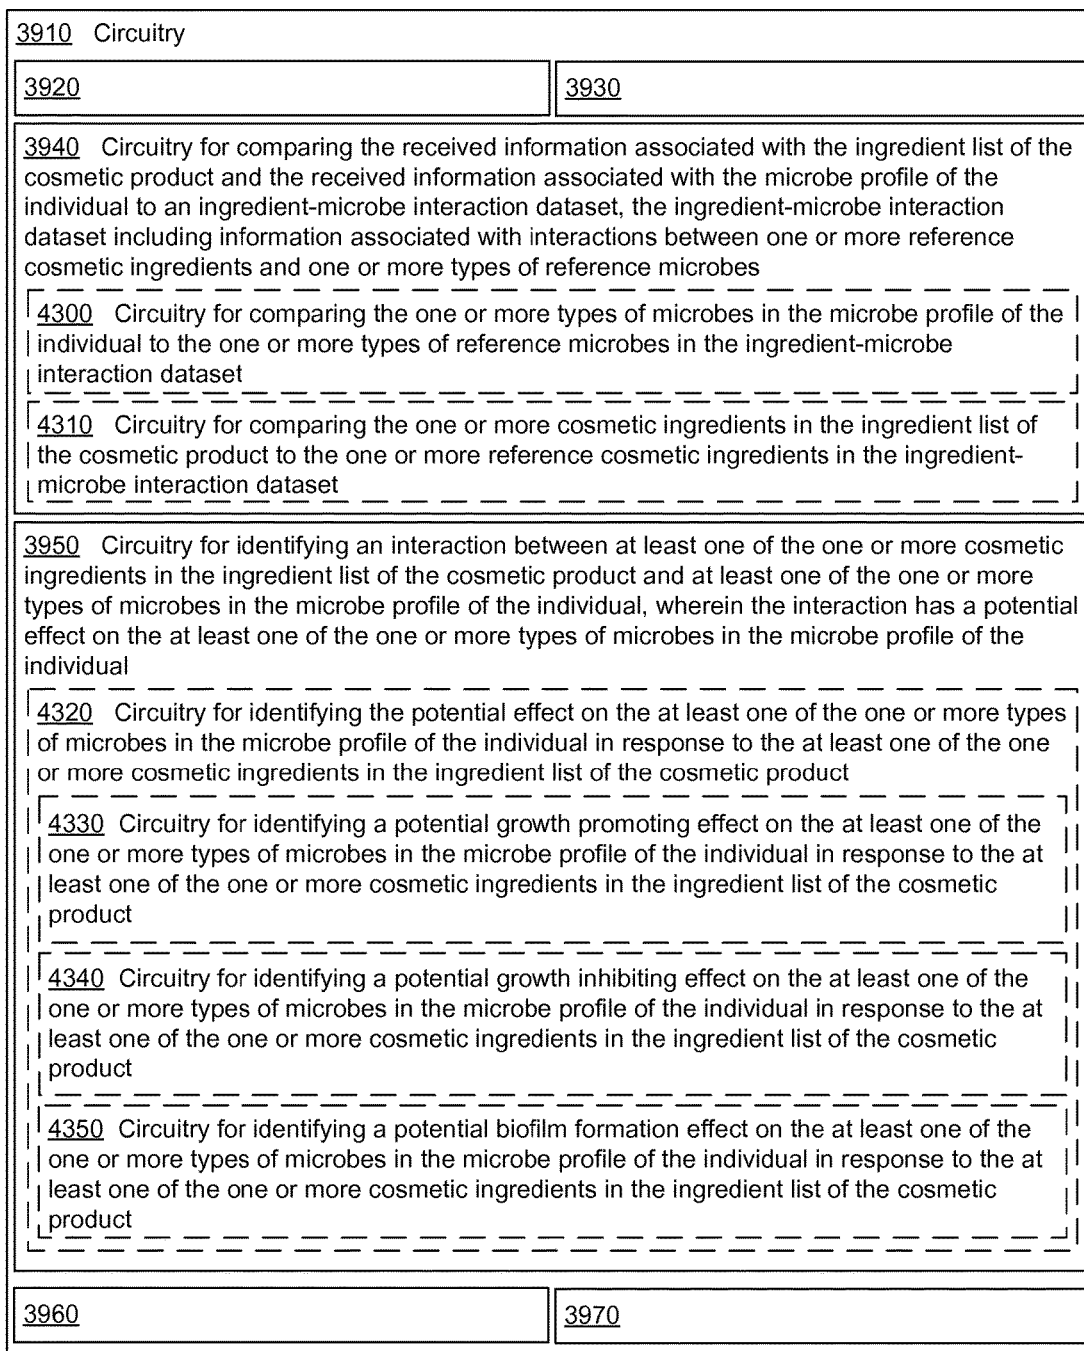 3910 Circuitry
3920
3930
3940 Circuitry for comparing the received information associated with the ingredient list of the
cosmetic product and the received information associated with the microbe profile of the
individual to an ingredient-microbe interaction dataset, the ingredient-microbe interaction
dataset including information associated with interactions between one or more reference
cosmetic ingredients and one or more types of reference microbes
4300 Circuitry for comparing the one or more types of microbes in the microbe profile of the
individual to the one or more types of reference microbes in the ingredient-microbe
interaction dataset
4310 Circuitry for comparing the one or more cosmetic ingredients in the ingredient list of
the cosmetic product to the one or more reference cosmetic ingredients in the ingredient-
microbe interaction dataset
3950 Circuitry for identifying an interaction between at least one of the one or more cosmetic
ingredients in the ingredient list of the cosmetic product and at least one of the one or more
types of microbes in the microbe profile of the individual, wherein the interaction has a potential
effect on the at least one of the one or more types of microbes in the microbe profile of the
individual
4320 Circuitry for identifying the potential effect on the at least one of the one or more types
of microbes in the microbe profile of the individual in response to the at least one of the one
or more cosmetic ingredients in the ingredient list of the cosmetic product
4330 Circuitry for identifying a potential growth promoting effect on the at least one of the
one or more types of microbes in the microbe profile of the individual in response to the at
least one of the one or more cosmetic ingredients in the ingredient list of the cosmetic
product
4340 Circuitry for identifying a potential growth inhibiting effect on the at least one of the
one or more types of microbes in the microbe profile of the individual in response to the at
least one of the one or more cosmetic ingredients in the ingredient list of the cosmetic
product
4350 Circuitry for identifying a potential biofilm formation effect on the at least one of the
one or more types of microbes in the microbe profile of the individual in response to the at
least one of the one or more cosmetic ingredients in the ingredient list of the cosmetic
product
3960
3970